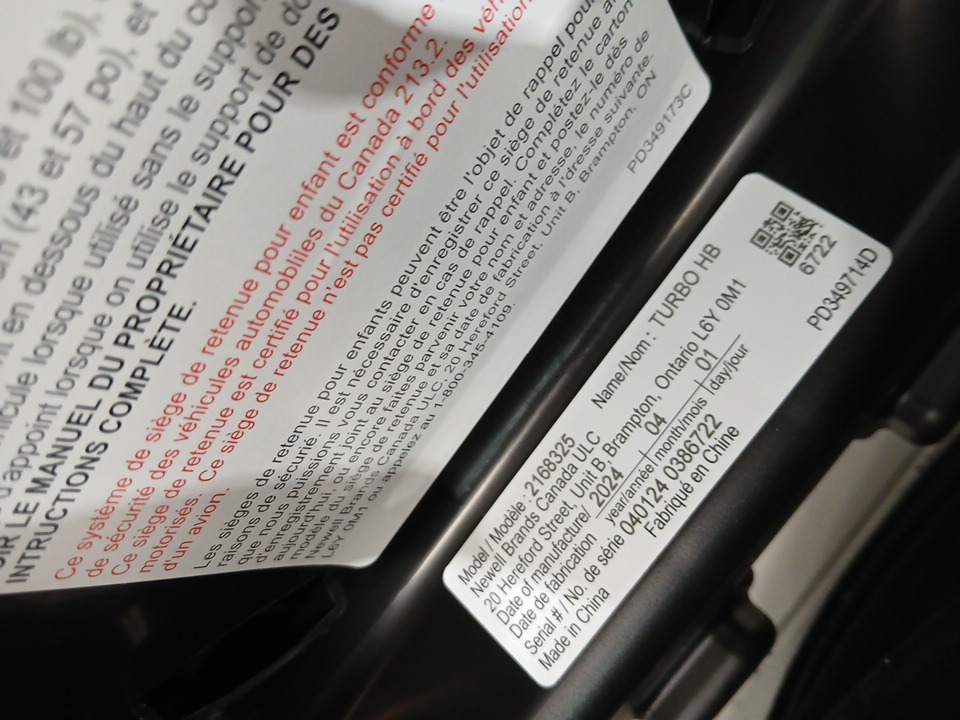 et 100 lb),
m (43 et 57 po), et
en dessous du haut du co
hicule lorsque utilisé sans le support
d'appoint lorsque on utilise le support de do
LE MANUEL DU PROPRIÉTAIRE POUR DES
INSTRUCTIONS COMPLÈTE.
Ce système de siège de retenue pour enfant est conforme
de sécurité des véhicules automobiles du Canada 213.2.
Ce siège de retenue est certifié pour l'utilisation à bord des véh
motorisés. Ce siège de retenue n'est pas certifié pour l'utilisation
d'un avion.
Les sièges de retenue pour enfants peuvent être l'objet de rappel pour
raisons de sécurité. Il est nécessaire d'enregistrer ce siège de retenue
que nous puissions vous contacter en cas de rappel. Complétez le carton
d'enregistrement joint au siège de retenue pour enfant et postez-le dès
aujourd'hui, ou encore faites parvenir votre nom et adresse, le numéro de
modèle du siège de retenue et sa date de fabrication à l'adresse suivante.
Newell Brands Canada ULC, 20 Hereford Street, Unit B, Brampton, ON
L6Y 0M1 ou appelez au 1-800-345-4109.
PD349173C
Model / Modèle : 2168325 Name/Nom : TURBO HB
Newell Brands Canada ULC
20 Hereford Street, Unit B Brampton, Ontario L6Y 0M1
Date of manufacture/ 2024 04 01
Date de fabrication year/année month/mois day/jour
Serial # / No. de série 040124 0386722
Made in China Fabriqué en Chine
6722
PD349714D